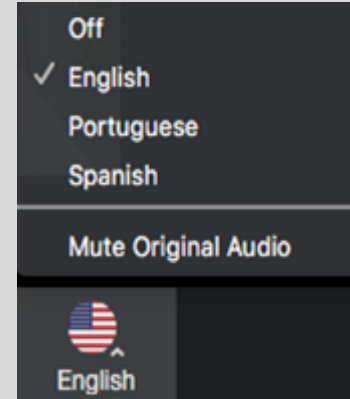 Off
English
Portuguese
Spanish
Mute Original Audio
English